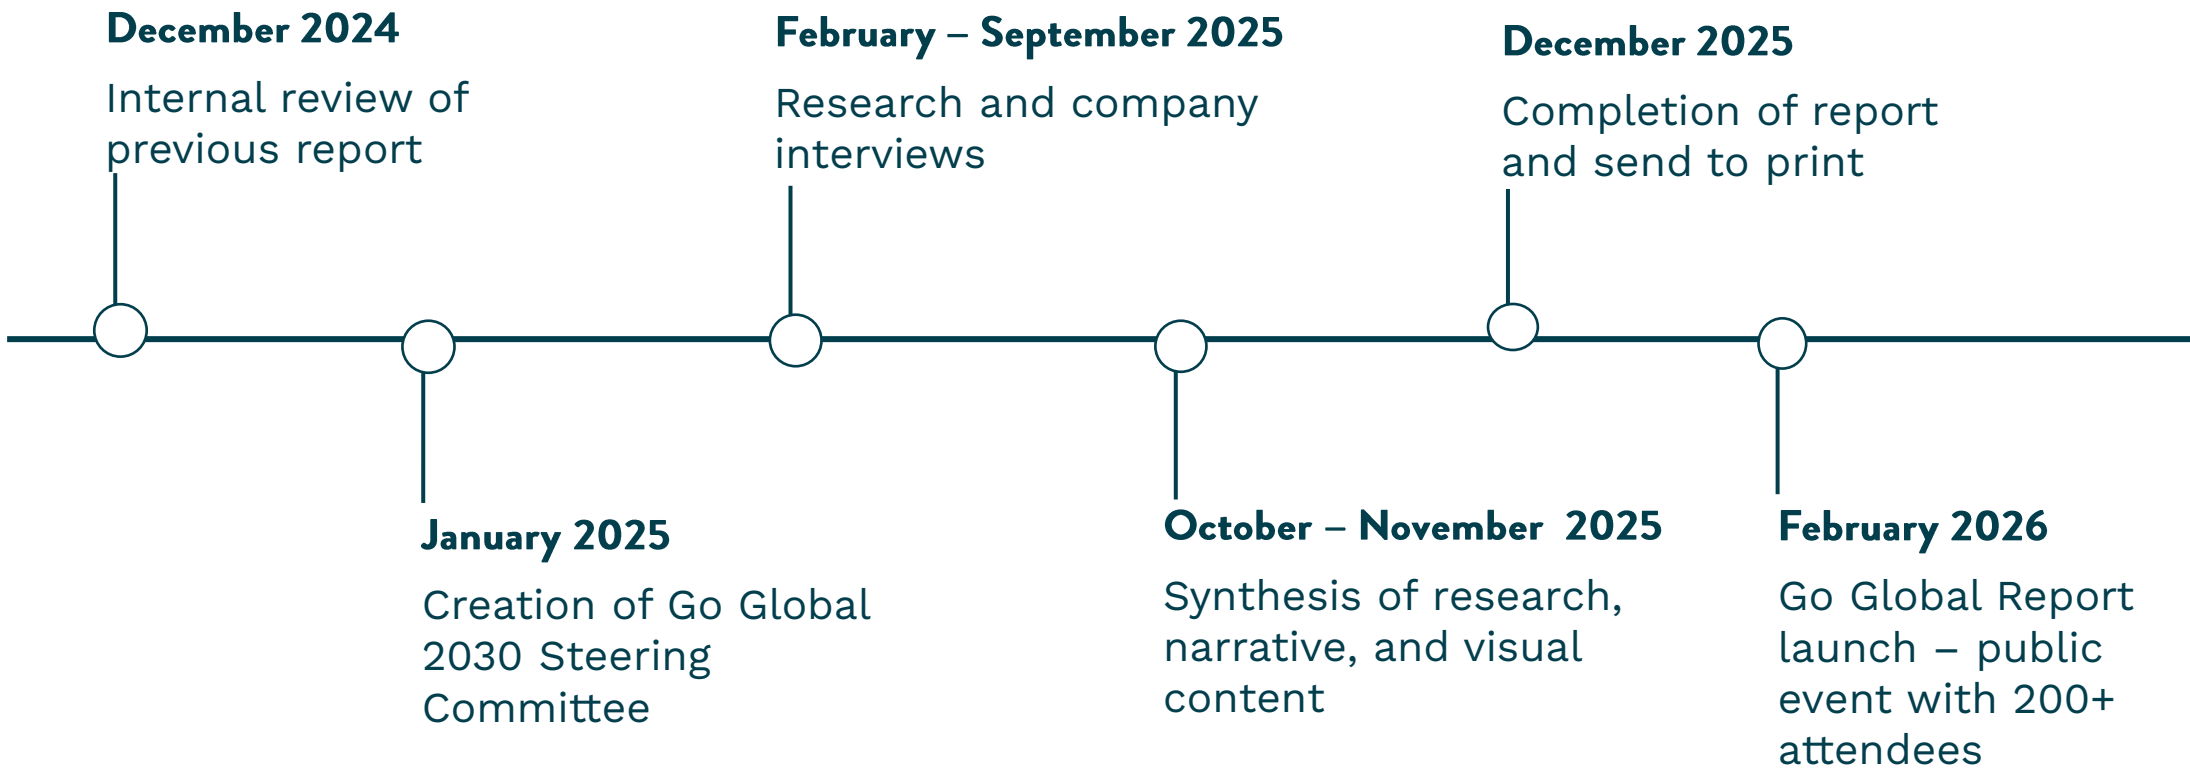 December 2024
Internal review of
previous report
January 2025
Creation of Go Global
2030 Steering
Committee
February – September 2025
Research and company
interviews
October – November  2025
Synthesis of research,
narrative, and visual
content
December 2025
Completion of report
and send to print
February 2026
Go Global Report
launch – public
event with 200+
attendees